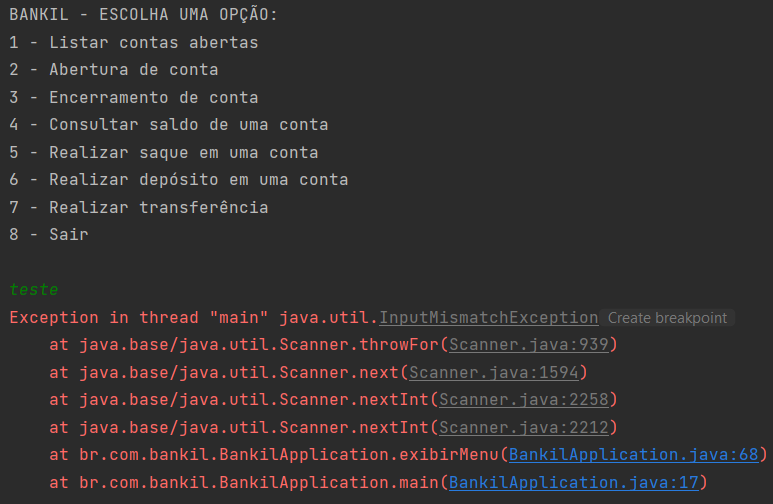 BANKIL - ESCOLHA UMA OPÇÃO:
1 - Listar contas abertas
2 - Abertura de conta
3 - Encerramento de conta
4 - Consultar saldo de uma conta
5 - Realizar saque em uma conta
6 - Realizar depósito em uma conta
7 - Realizar transferência
8 - Sair
teste
Exception in thread "main" java.util.InputMismatchException Create breakpoint
at java.base/java.util.Scanner.throwFor(Scanner.java:939)
at java.base/java.util.Scanner.next(Scanner.java:1594)
at java.base/java.util.Scanner.nextInt(Scanner.java:2258)
at java.base/java.util.Scanner.nextInt(Scanner.java:2212)
at br.com.bankil.BankilApplication.exibirMenu(BankilApplication.java:68)
at br.com.bankil.BankilApplication.main(BankilApplication.java:17)